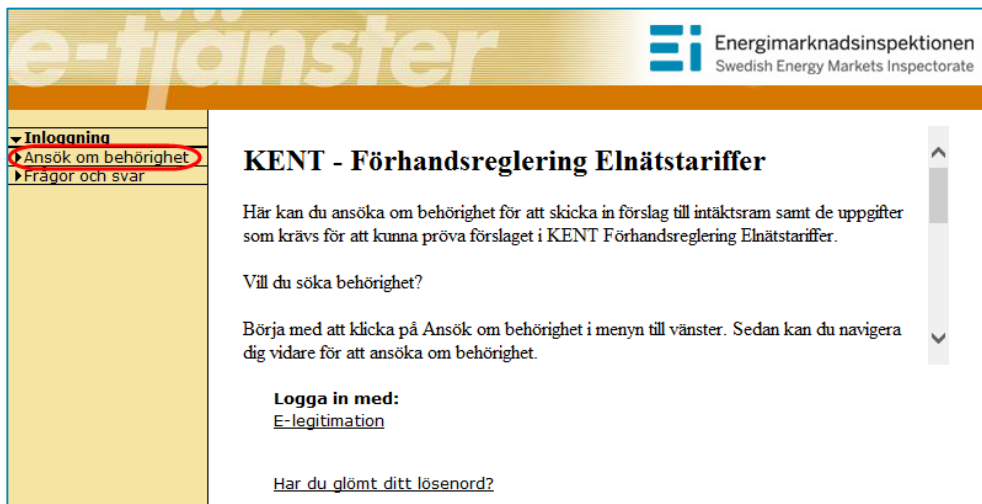 e-tjänster
Energimarknadsinspektionen
Swedish Energy Markets Inspectorate
Inloggning
Ansök om behörighet
Frågor och svar
KENT - Förhandsreglering Elnätstariffer
Här kan du ansöka om behörighet för att skicka in förslag till intäktsram samt de uppgifter
som krävs för att kunna pröva förslaget i KENT Förhandsreglering Elnätstariffer.
Vill du söka behörighet?
Börja med att klicka på Ansök om behörighet i menyn till vänster. Sedan kan du navigera
dig vidare för att ansöka om behörighet.
Logga in med:
E-legitimation
Har du glömt ditt lösenord?